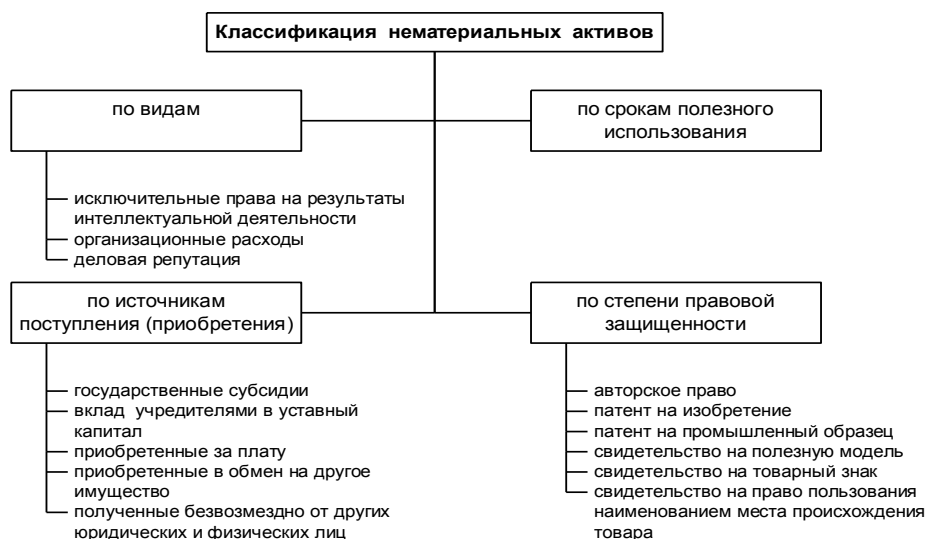 Классификация нематериальных активов
по видам
по срокам полезного
использования
исключительные права на результаты
интеллектуальной деятельности
организационные расходы
деловая репутация
по источникам
поступления (приобретения)
по степени правовой
защищенности
государственные субсидии
вклад учредителями в уставный
капитал
приобретенные за плату
приобретенные в обмен на другое
имущество
полученные безвозмездно от других
юридических и физических лиц
авторское право
патент на изобретение
патент на промышленный образец
свидетельство на полезную модель
свидетельство на товарный знак
свидетельство на право пользования
наименованием места происхождения
товара